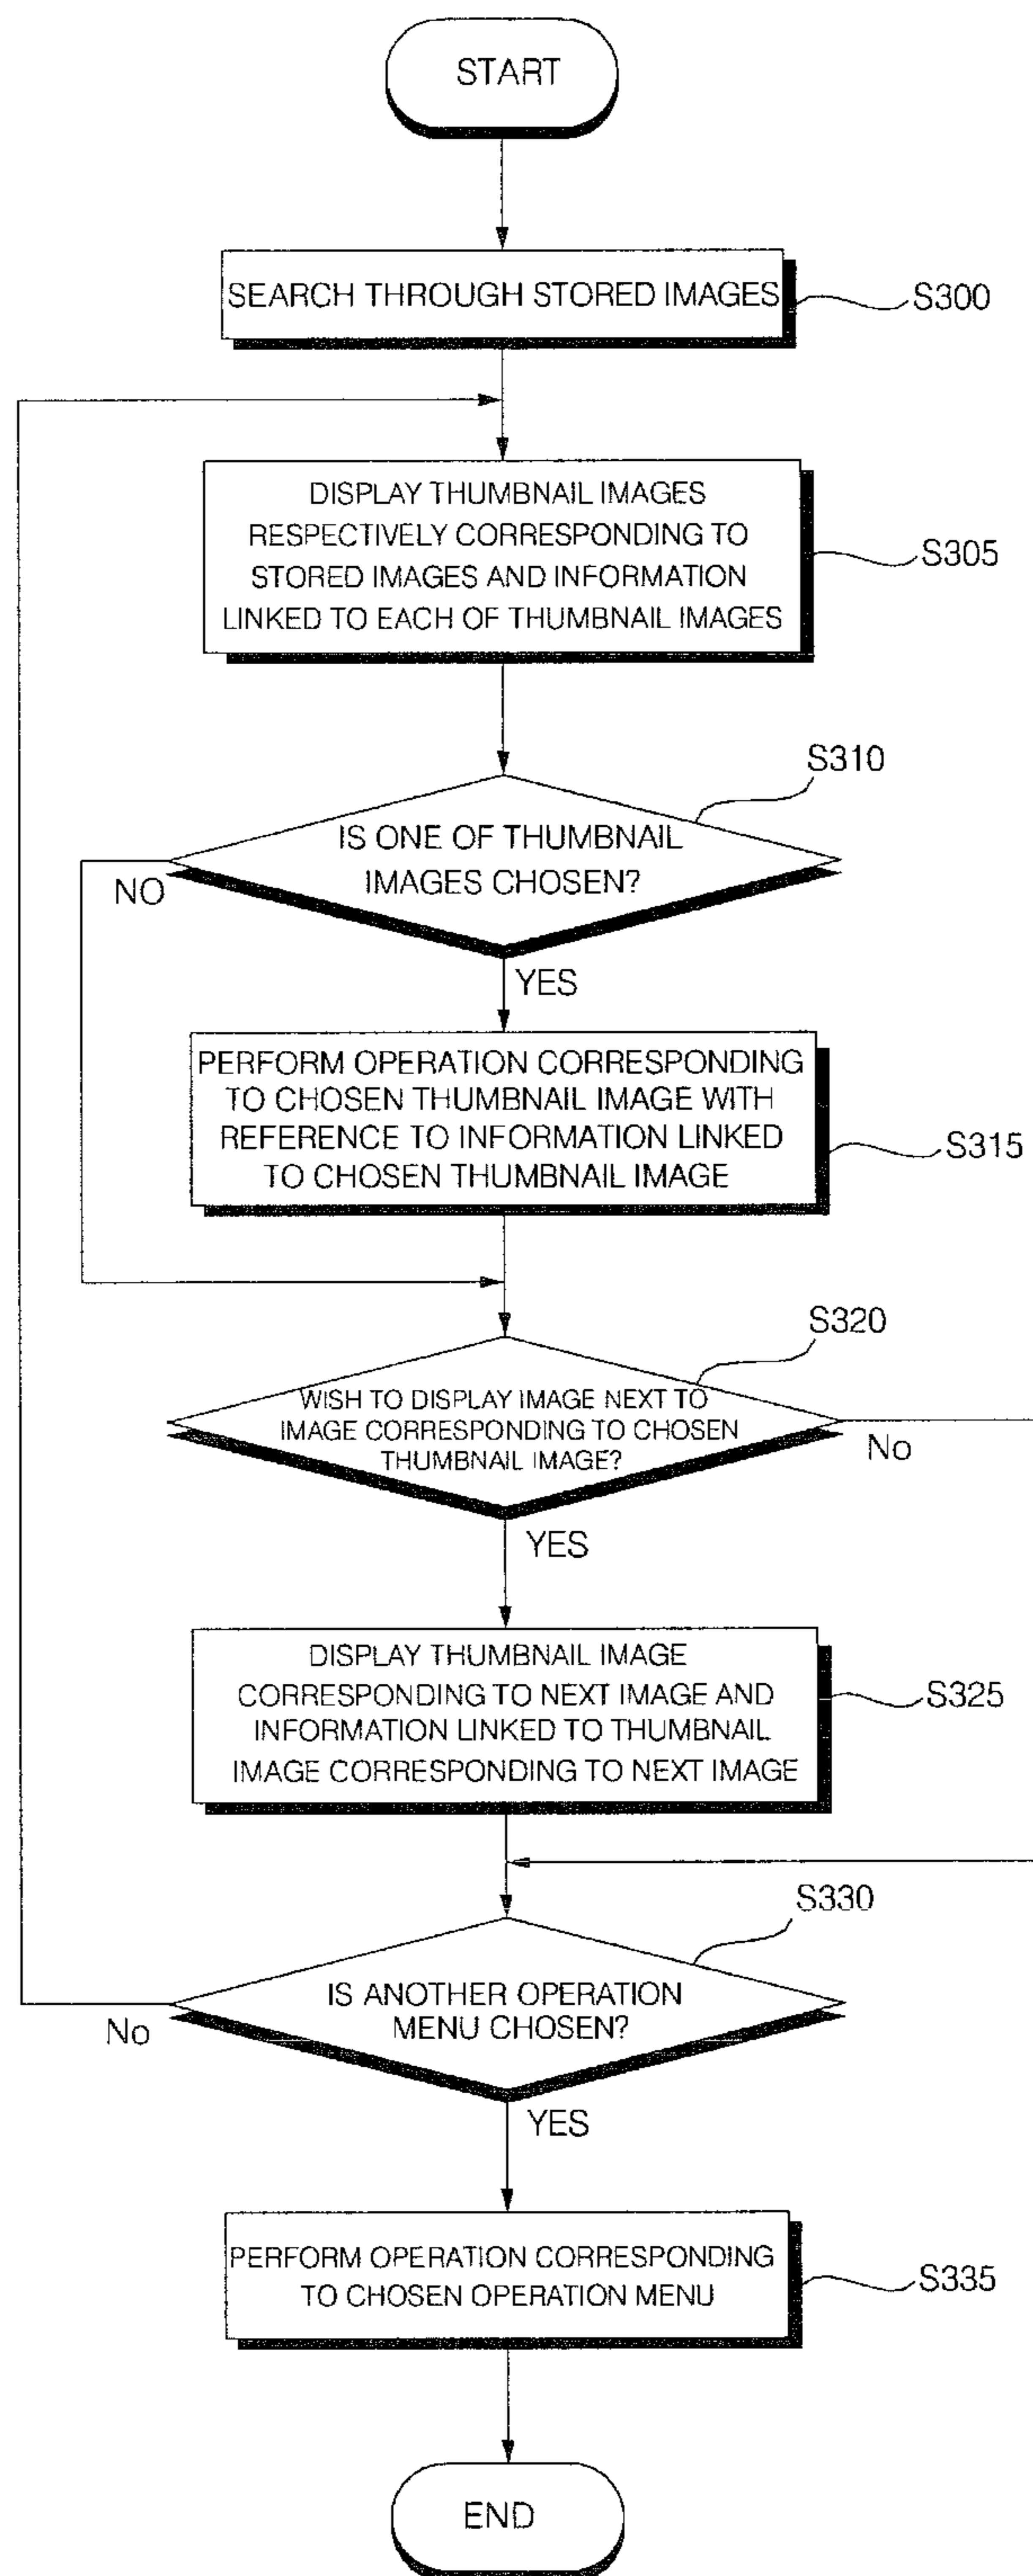 START
SEARCH THROUGH STORED IMAGES
S300
DISPLAY THUMBNAIL IMAGES
RESPECTIVELY CORRESPONDING TO
STORED IMAGES AND INFORMATION
LINKED TO EACH OF THUMBNAIL IMAGES
S305
S310
IS ONE OF THUMBNAIL
IMAGES CHOSEN?
NO
YES
PERFORM OPERATION CORRESPONDING
TO CHOSEN THUMBNAIL IMAGE WITH
REFERENCE TO INFORMATION LINKED
TO CHOSEN THUMBNAIL IMAGE
S315
S320
WISH TO DISPLAY IMAGE NEXT TO
IMAGE CORRESPONDING TO CHOSEN
THUMBNAIL IMAGE?
No
YES
DISPLAY THUMBNAIL IMAGE
CORRESPONDING TO NEXT IMAGE AND
INFORMATION LINKED TO THUMBNAIL
IMAGE CORRESPONDING TO NEXT IMAGE
S325
S330
IS ANOTHER OPERATION
MENU CHOSEN?
No
YES
PERFORM OPERATION CORRESPONDING
TO CHOSEN OPERATION MENU
S335
END